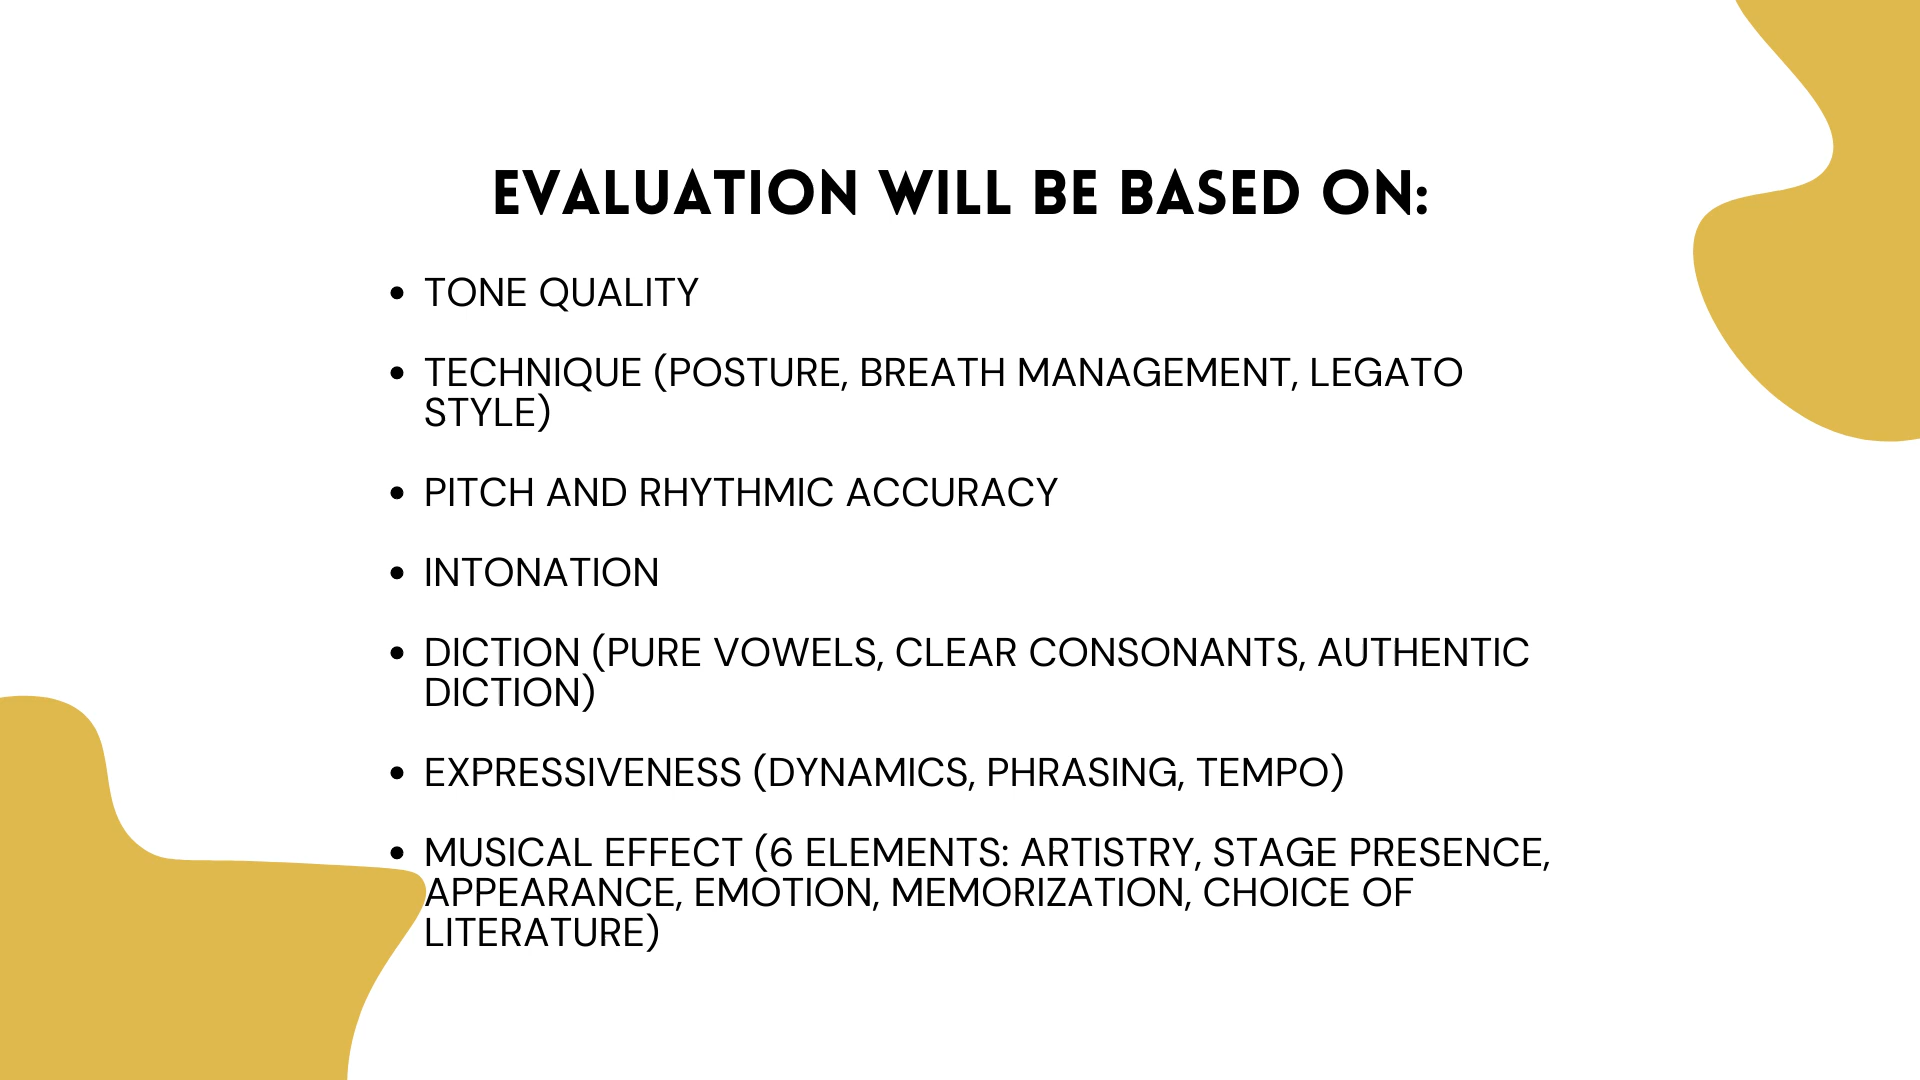 EVALUATION WILL BE BASED ON:
• TONE QUALITY
• TECHNIQUE (POSTURE, BREATH MANAGEMENT, LEGATO
STYLE)
• PITCH AND RHYTHMIC ACCURACY
• INTONATION
• DICTION (PURE VOWELS, CLEAR CONSONANTS, AUTHENTIC
DICTION)
• EXPRESSIVENESS (DYNAMICS, PHRASING, TEMPO)
• MUSICAL EFFECT (6 ELEMENTS: ARTISTRY, STAGE PRESENCE,
APPEARANCE, EMOTION, MEMORIZATION, CHOICE OF
LITERATURE)